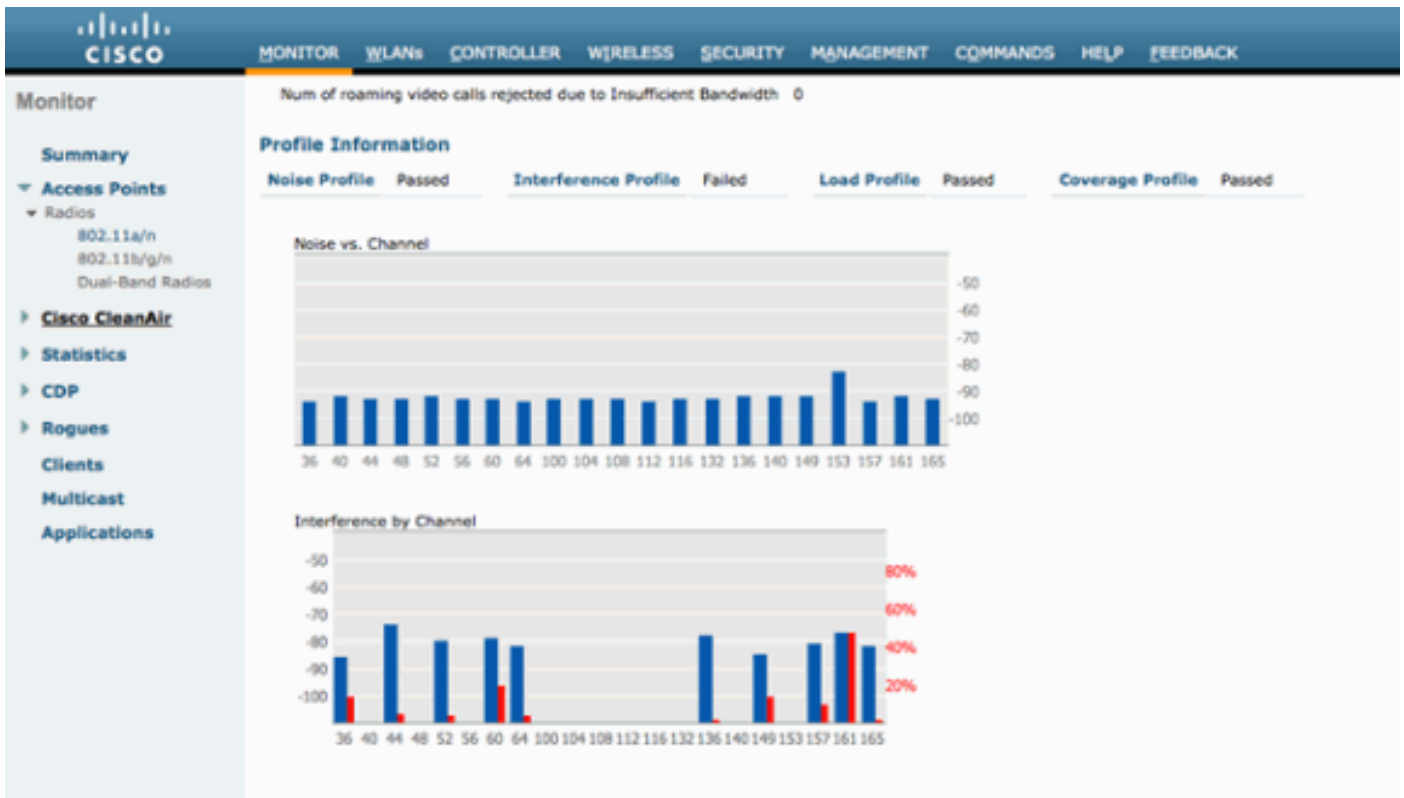 CISCO
MONITOR WLANs CONTROLLER WIRELESS SECURITY MANAGEMENT COMMANDS HELP FEEDBACK
Monitor
Summary
Access Points
Radios
802.11a/n
802.11b/g/n
Dual-Band Radios
Cisco CleanAir
Statistics
CDP
Rogues
Clients
Multicast
Applications
Num of roaming video calls rejected due to Insufficient Bandwidth 0
Profile Information
Noise Profile Passed Interference Profile Failed Load Profile Passed Coverage Profile Passed
Noise vs. Channel
-50
-60
-70
-80
-90
-100
36 40 44 48 52 56 60 64 100 104 108 112 116 132 136 140 149 153 157 161 165
Interference by Channel
-50
-60
-70
-80
-90
-100
80%
60%
40%
20%
36 40 44 48 52 56 60 64 100 104 108 112 116 132 136 140 149 153 157 161 165